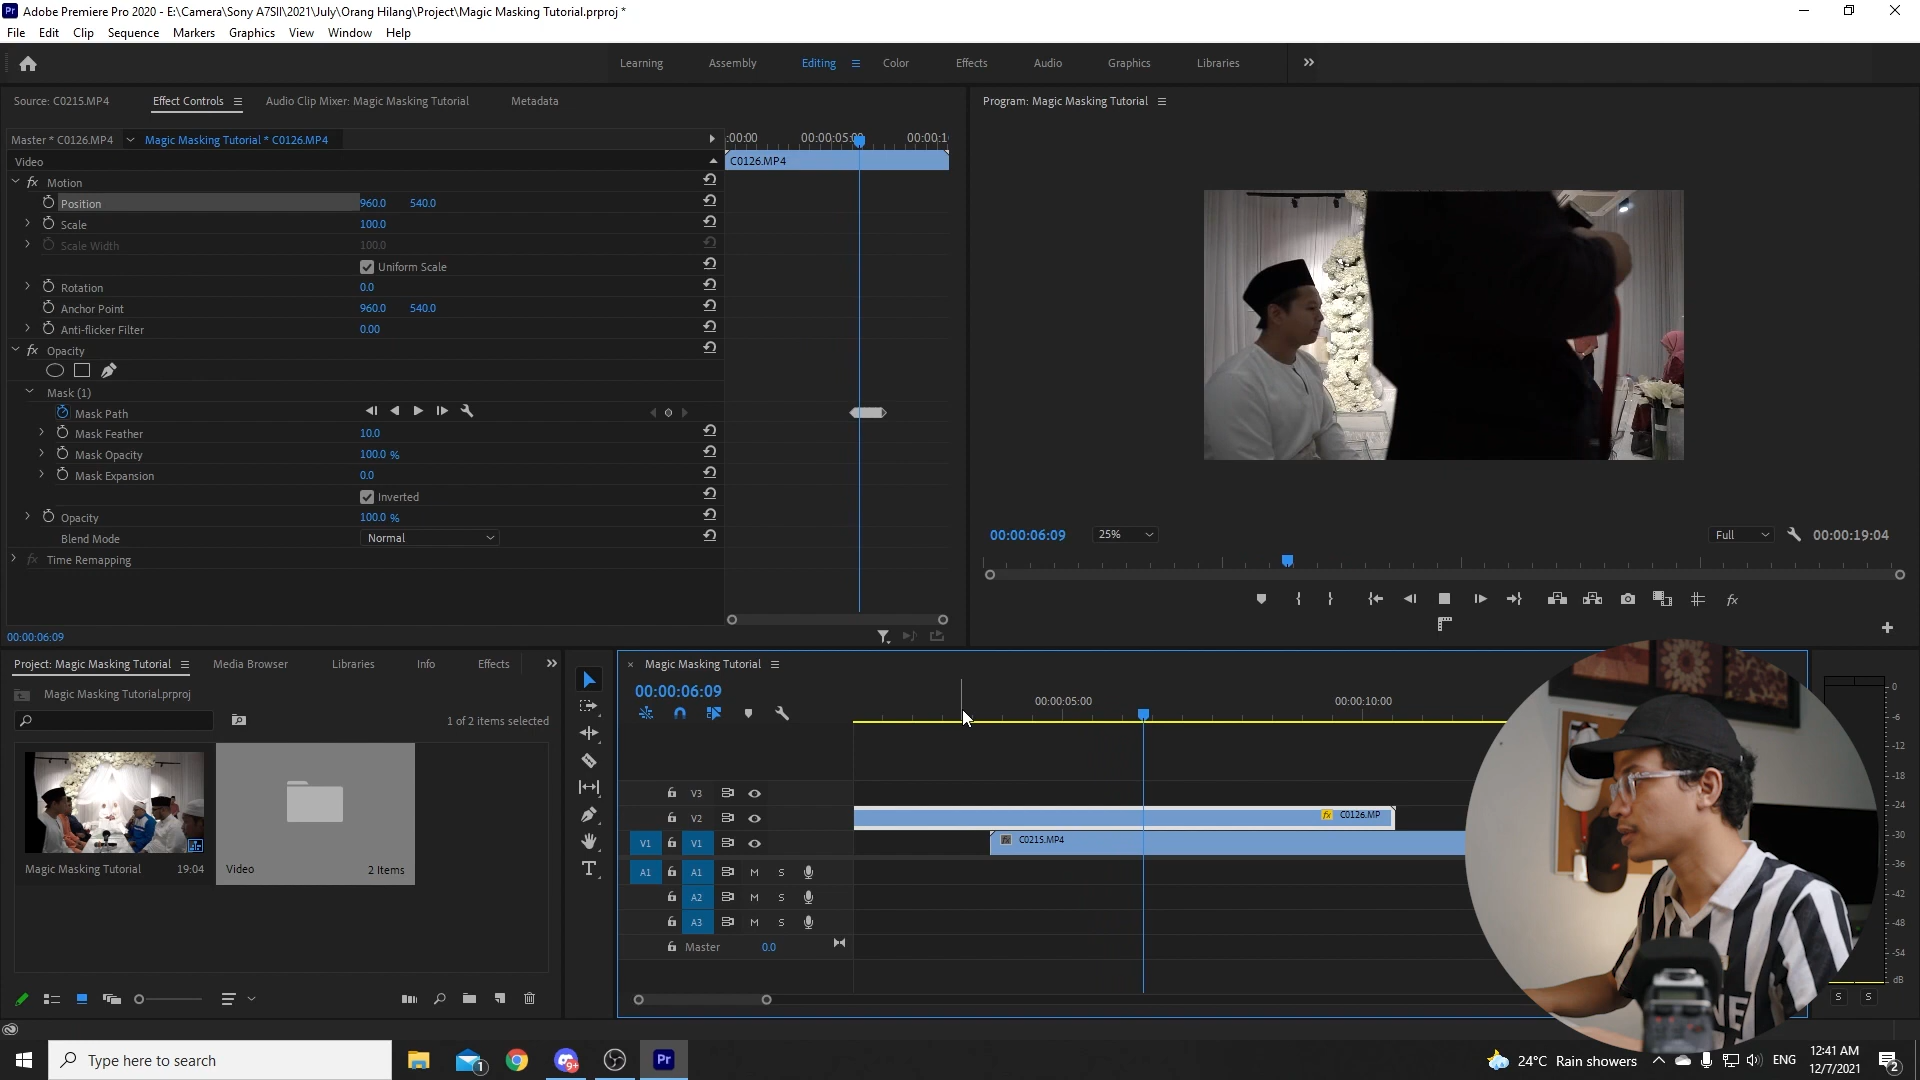 Adobe Premiere Pro 2020 - E:\Camera\Sony A7SII\2021\July\Orang Hilang\Project\Magic Masking Tutorial.prproj *
File Edit Clip Sequence Markers Graphics View Window Help
Learning Assembly Editing Color Effects Audio Graphics Libraries
Source: C0215.MP4 Effect Controls Audio Clip Mixer: Magic Masking Tutorial Metadata
Program: Magic Masking Tutorial
Master * C0126.MP4 Magic Masking Tutorial * C0126.MP4
:00:00 00:00:05:00 00:00:1
Video
C0126.MP4
fx Motion
Position 960.0 540.0
Scale 100.0
Scale Width 100.0
Uniform Scale
Rotation 0.0
Anchor Point 960.0 540.0
Anti-flicker Filter 0.00
fx Opacity
Mask (1)
Mask Path
Mask Feather 10.0
Mask Opacity 100.0 %
Mask Expansion 0.0
Inverted
Opacity 100.0 %
Blend Mode Normal
fx Time Remapping
00:00:06:09
00:00:06:09 25% Full 00:00:19:04
fx
Project: Magic Masking Tutorial Media Browser Libraries Info Effects
Magic Masking Tutorial.prproj
1 of 2 items selected
Magic Masking Tutorial 19:04
Video 2 Items
× Magic Masking Tutorial
00:00:06:09
00:00:05:00 00:00:10:00
V3
V2
fx C0126.MP
V1 V1
fx C0215.MP4
A1 A1 M S
A2 M S
A3 M S
Master 0.0
0
-6
-12
-18
-24
-30
-36
-42
-48
-54
dB
S S
Pr
Type here to search
1
9+
Pr
24°C Rain showers
ENG
12:41 AM
12/7/2021
2